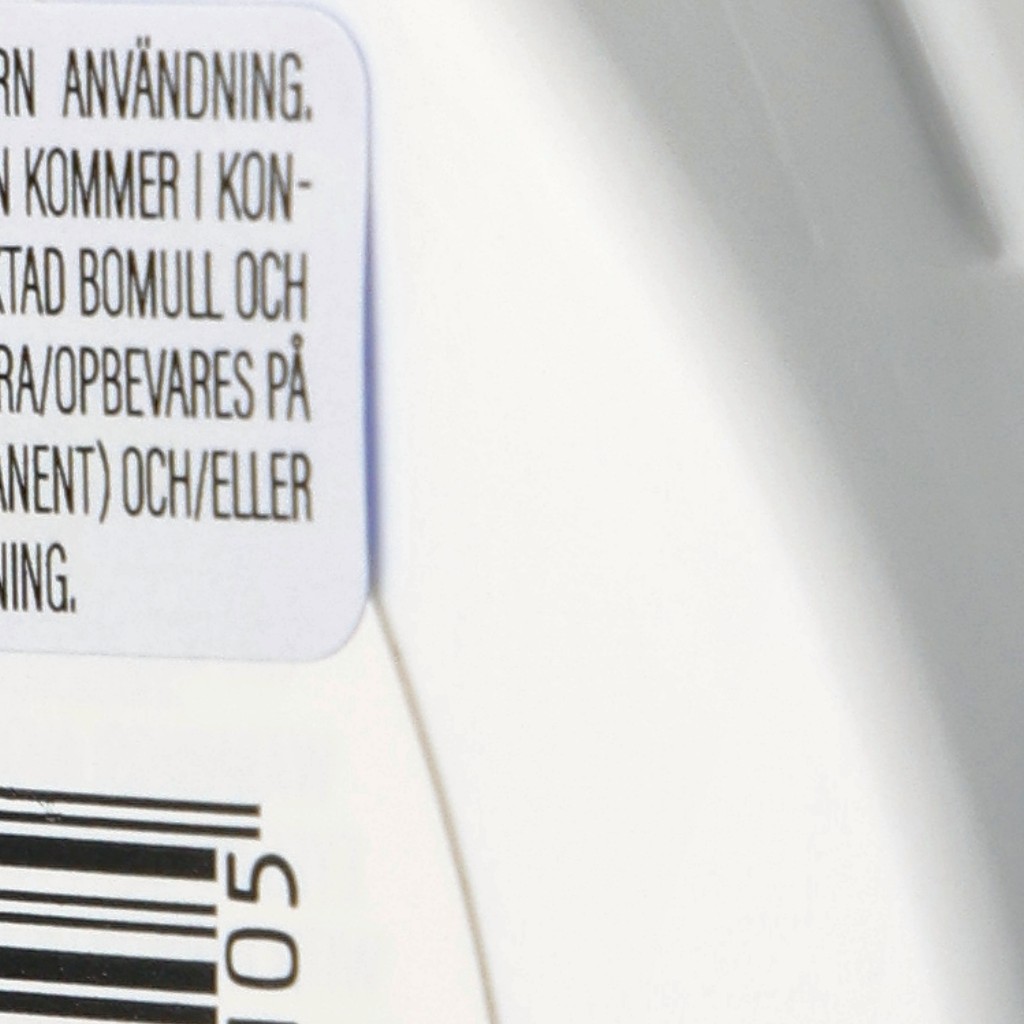 RN ANVÄNDNING.
N KOMMER I KON-
KTAD BOMULL OCH
RA/OPBEVARES PÅ
ANENT) OCH/ELLER
NING.
05